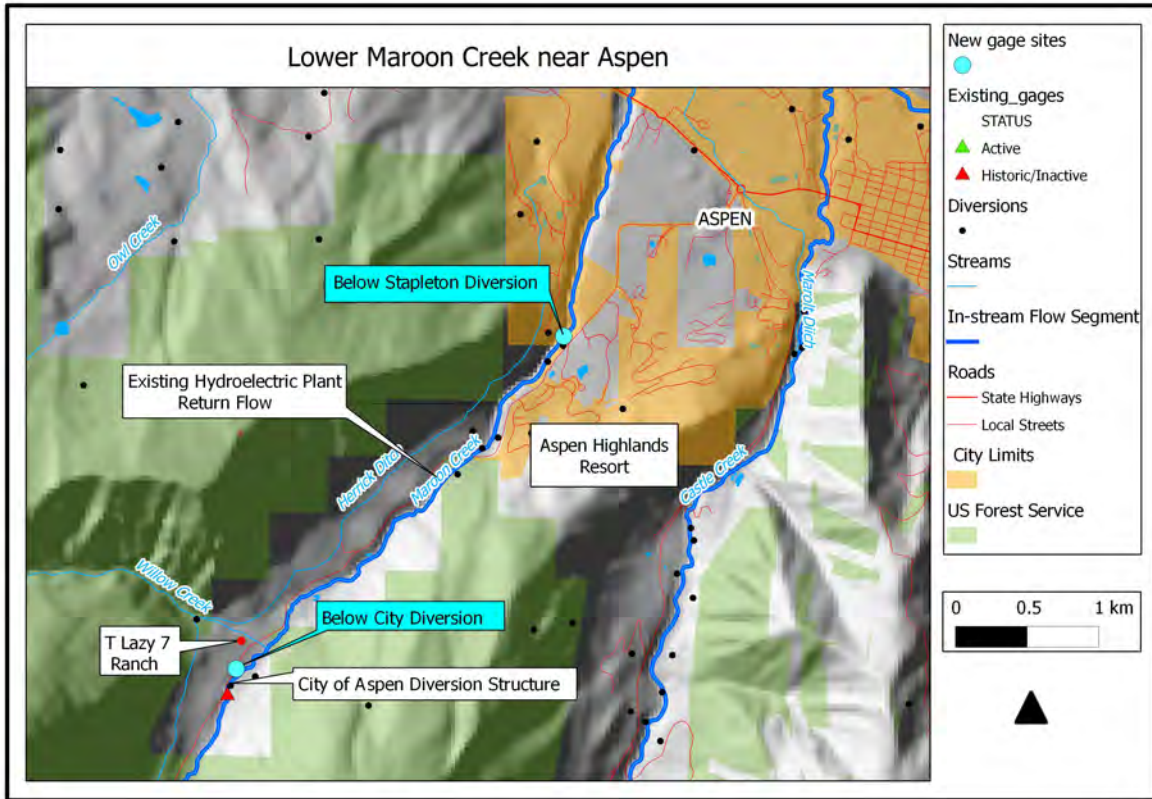 Lower Maroon Creek near Aspen
Owl Creek
ASPEN
Below Stapleton Diversion
Marolt Ditch
Existing Hydroelectric Plant
Return Flow
Herrick Ditch
Maroon Creek
Aspen Highlands
Resort
Castle Creek
Willow Creek
T Lazy 7
Ranch
Below City Diversion
City of Aspen Diversion Structure
New gage sites
Existing_gages
STATUS
Active
Historic/Inactive
Diversions
Streams
In-stream Flow Segment
Roads
State Highways
Local Streets
City Limits
US Forest Service
0 0.5 1 km